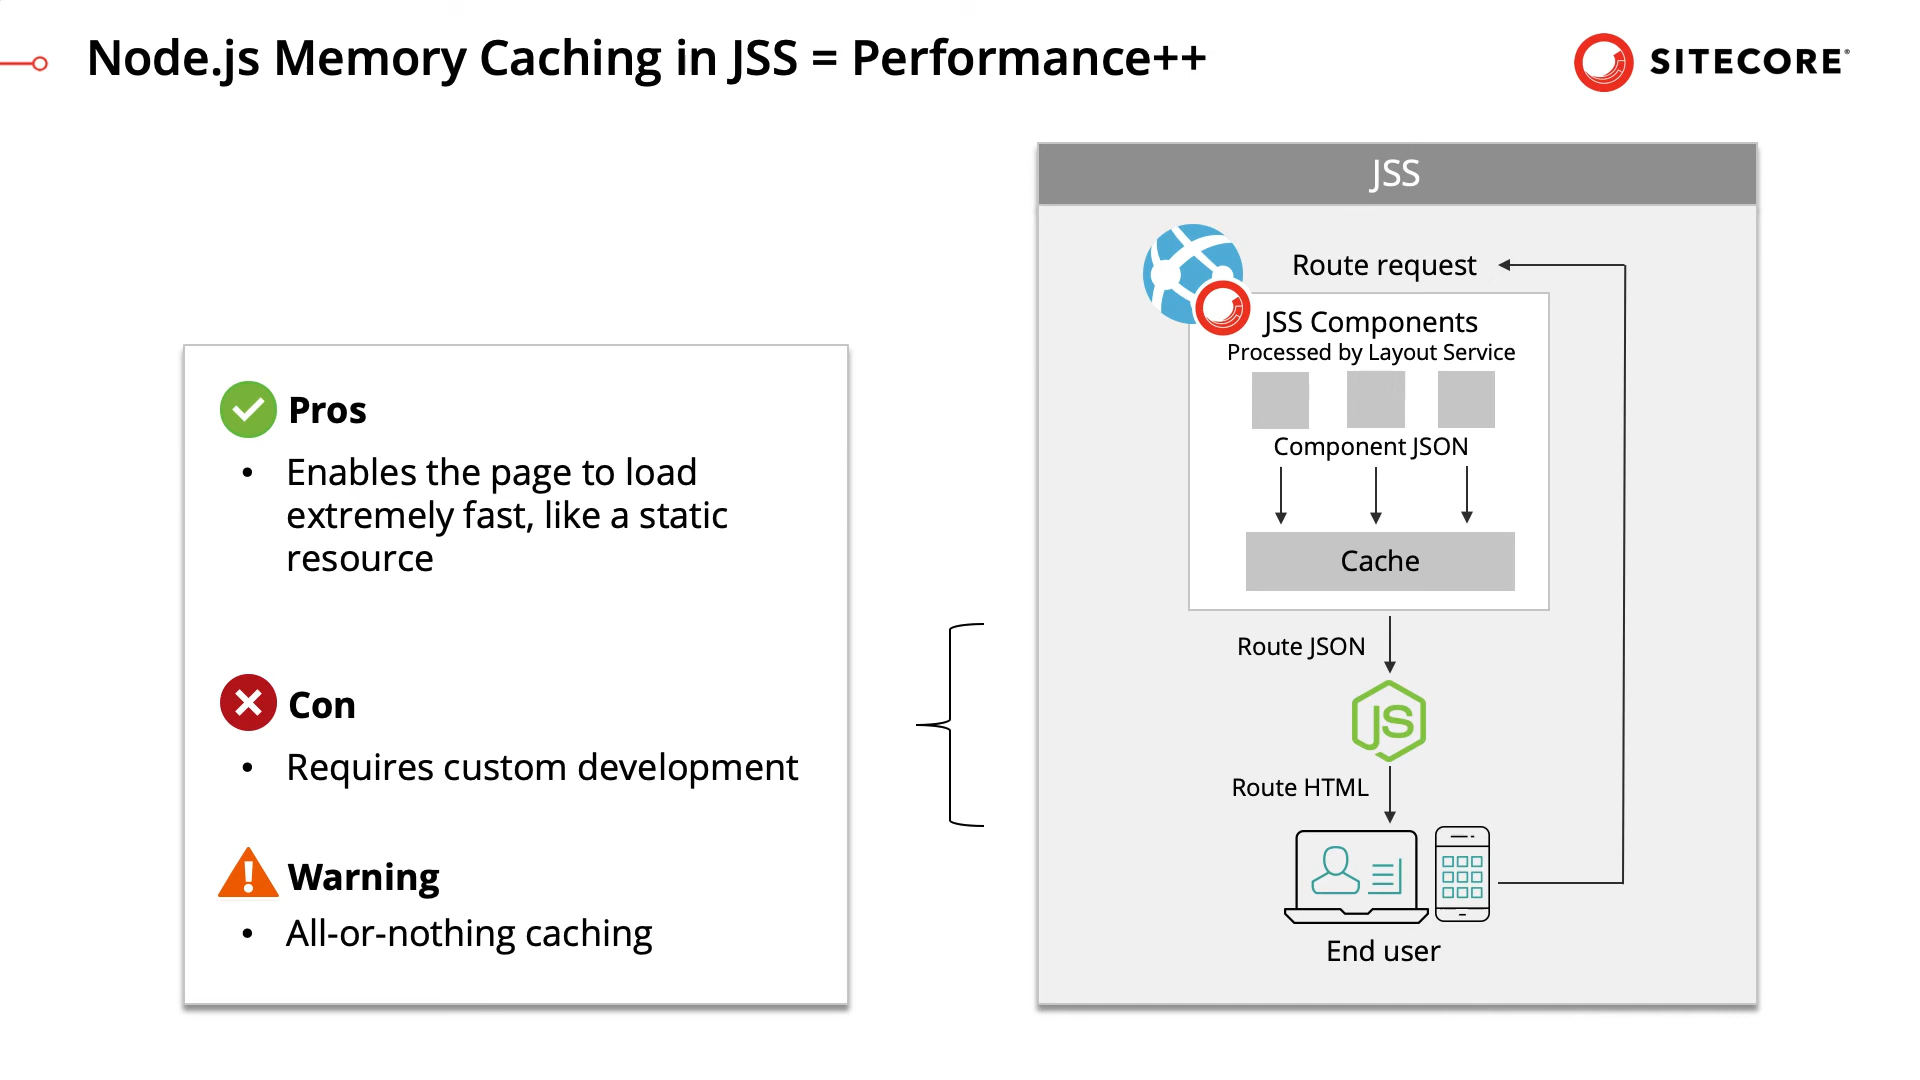 Node.js Memory Caching in JSS = Performance++
SITECORE
Pros
• Enables the page to load
extremely fast, like a static
resource
Con
• Requires custom development
Warning
• All-or-nothing caching
JSS
Route request
JSS Components
Processed by Layout Service
Component JSON
Cache
Route JSON
JS
Route HTML
End user